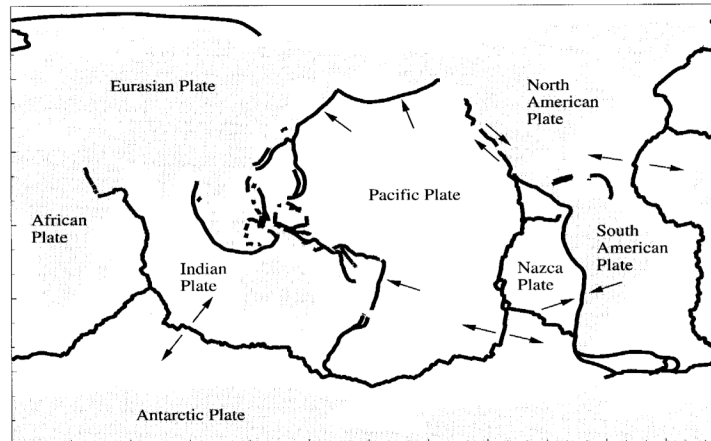 Eurasian Plate
North
American
Plate
Pacific Plate
African
Plate
South
American
Plate
Indian
Plate
Nazca
Plate
Antarctic Plate